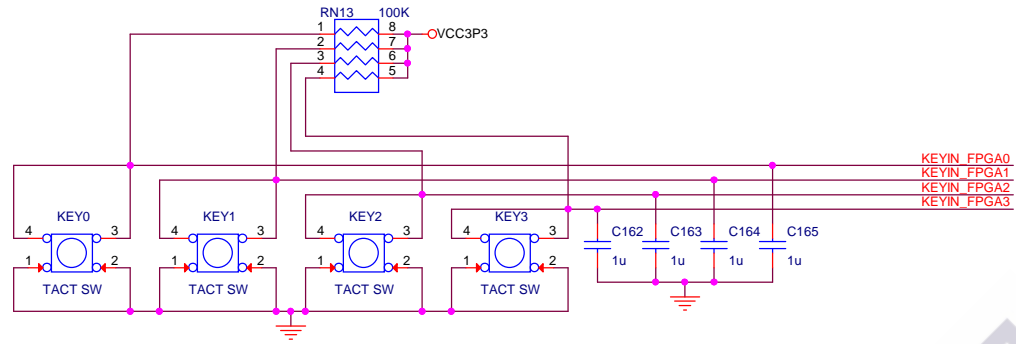 RN13 100K
1 8
2 7
3 6
4 5
VCC3P3
KEYIN_FPGA0
KEYIN_FPGA1
KEYIN_FPGA2
KEYIN_FPGA3
KEY0 KEY1 KEY2 KEY3
4 3 4 3 4 3 4 3
C162 C163 C164 C165
1u 1u 1u 1u
1 2 1 2 1 2 1 2
TACT SW TACT SW TACT SW TACT SW